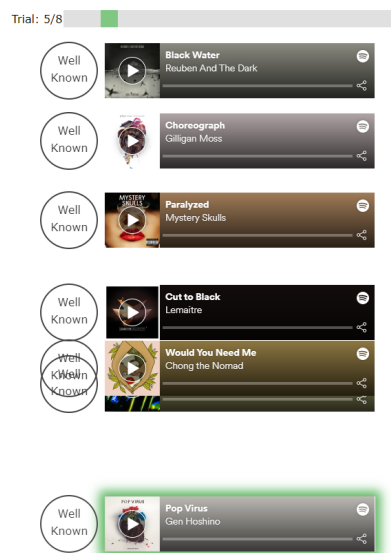 Trial: 5/8
Well
Known
Black Water
Reuben And The Dark
Well
Known
Choreograph
Gilligan Moss
Well
Known
MYSTERY
SKULLS
Paralyzed
Mystery Skulls
Well
Known
Cut to Black
Lemaitre
Well
Known
Well
Known
Would You Need Me
Chong the Nomad
Well
Known
POP VIRUS
Pop Virus
Gen Hoshino